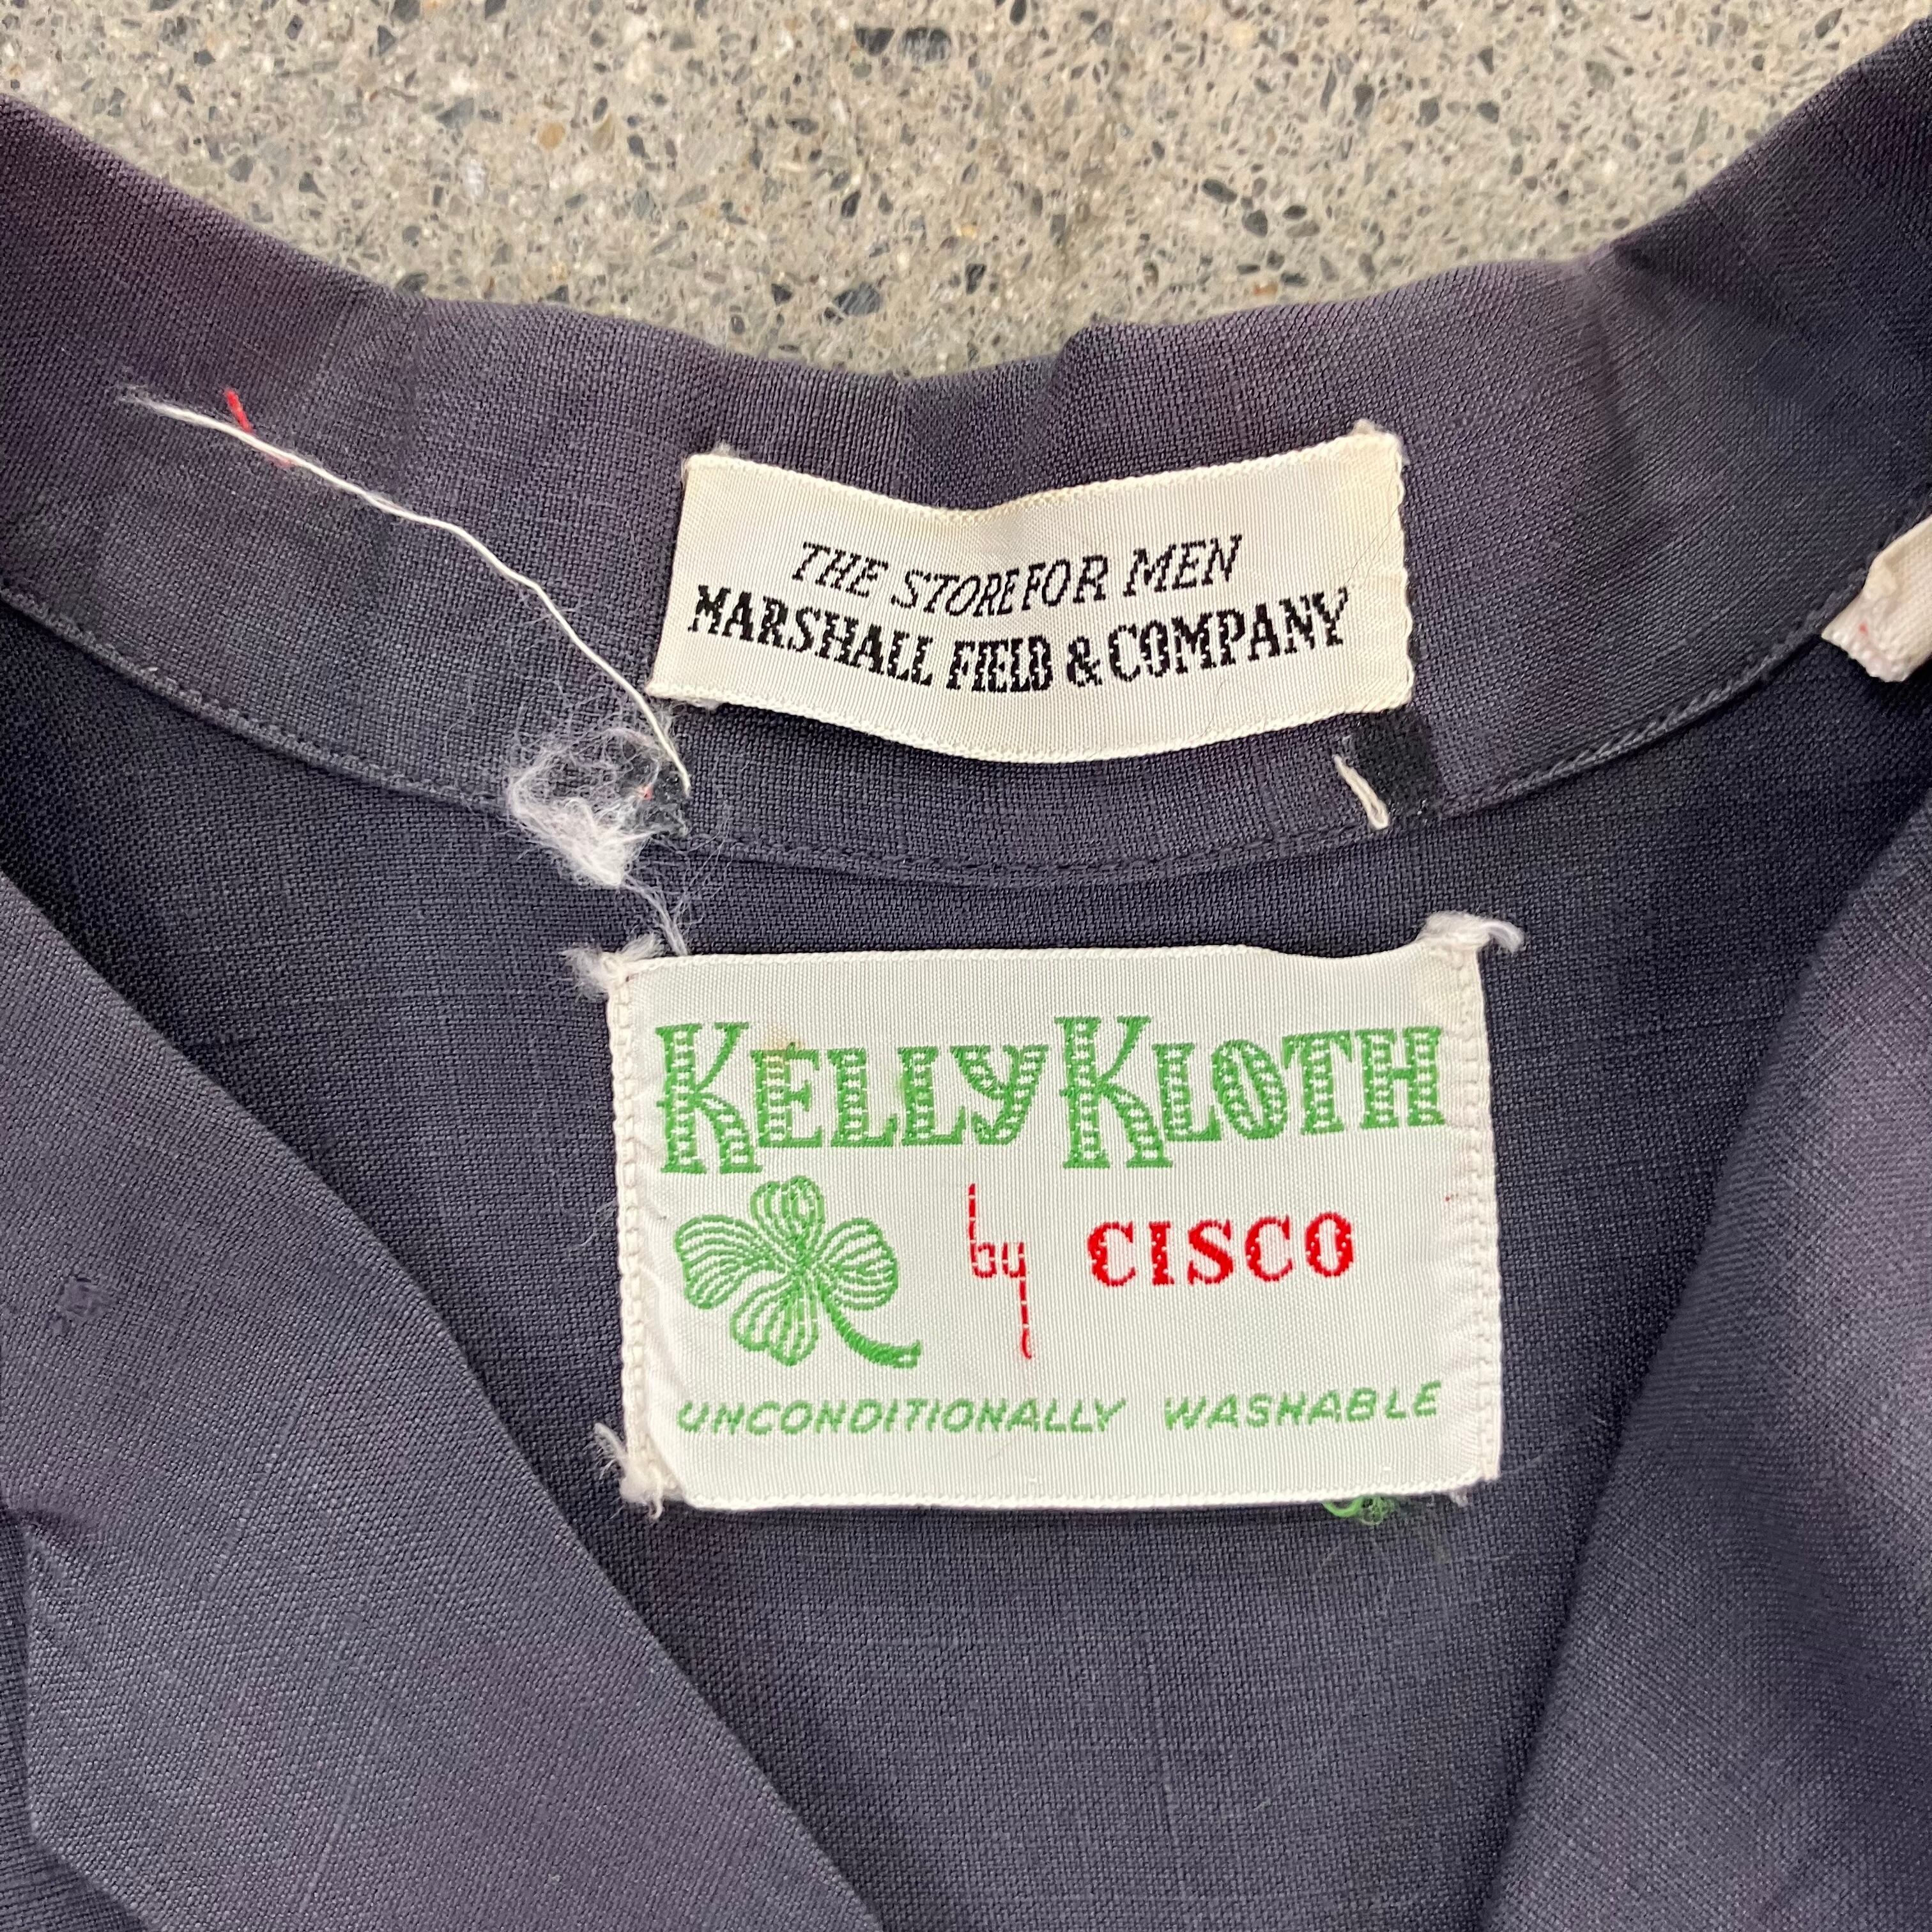 THE STORE FOR MEN
MARSHALL FIELD & COMPANY
KELLY KLOTH
by CISCO
UNCONDITIONALLY WASHABLE